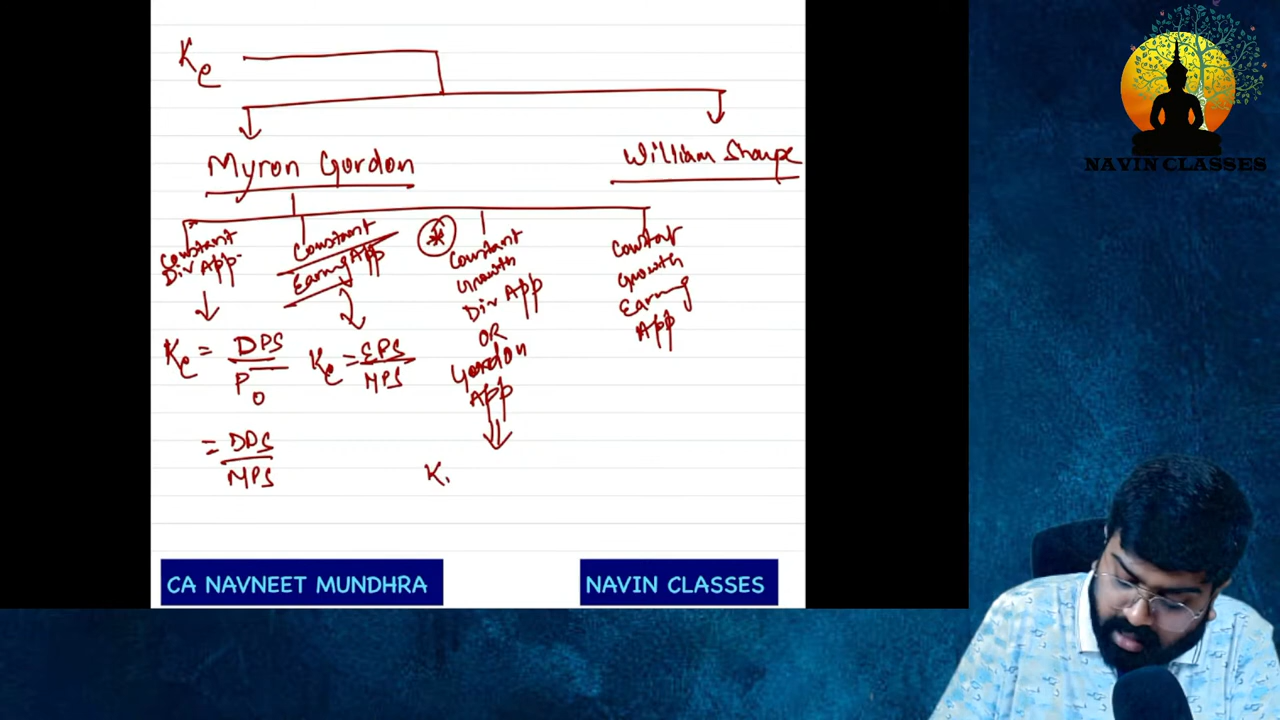 Ke
Myron Gordon
William Sharpe
Constant
Div App
Constant
Earning App
*
Constant
Growth
Div App
OR
Gordon
App
Constant
Growth
Earning
App
Ke = DPS
P0
= DPS
MPS
Ke = EPS
MPS
K
NAVIN CLASSES
CA NAVNEET MUNDHRA
NAVIN CLASSES